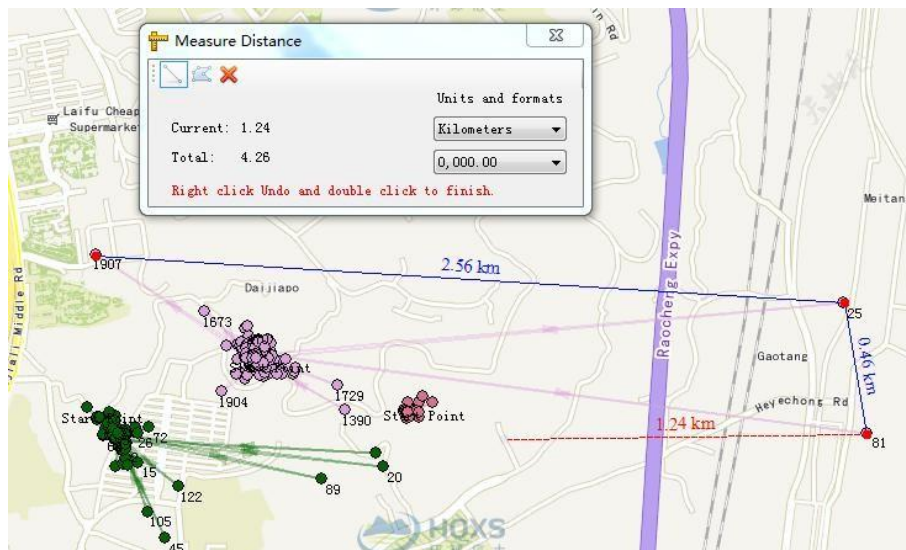 Measure Distance
Units and formats
Current: 1.24
Kilometers
Total: 4.26
0,000.00
Right click Undo and double click to finish.
Laifu Cheap
Supermarket
Meitan
1907
2.56 km
Daijiapo
Raocheng Expy
25
1673
0.46 km
Gaotang
Start Point
1904
1729
1390
Heyechong Rd
Start Point
1.24 km
81
Start Point
72
26
15
20
89
122
105
45
HOXS